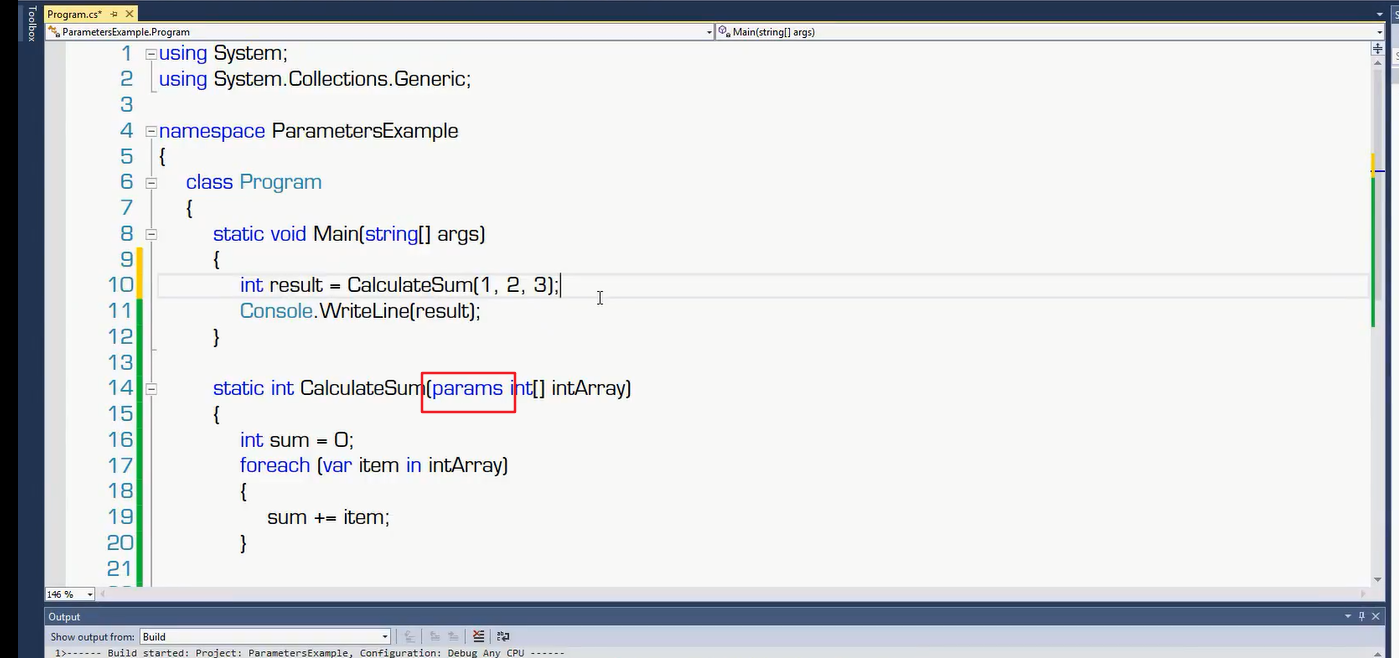 Toolbox
Program.cs*
ParametersExample.Program
Main(string[] args)
1 using System;
2 using System.Collections.Generic;
3
4 namespace ParametersExample
5 {
6 class Program
7 {
8 static void Main(string[] args)
9 {
10 int result = CalculateSum(1, 2, 3);
11 Console.WriteLine(result);
12 }
13
14 static int CalculateSum(params int[] intArray)
15 {
16 int sum = 0;
17 foreach (var item in intArray)
18 {
19 sum += item;
20 }
21
146 %
Output
Show output from: Build
1>------ Build started: Project: ParametersExample, Configuration: Debug Any CPU ------